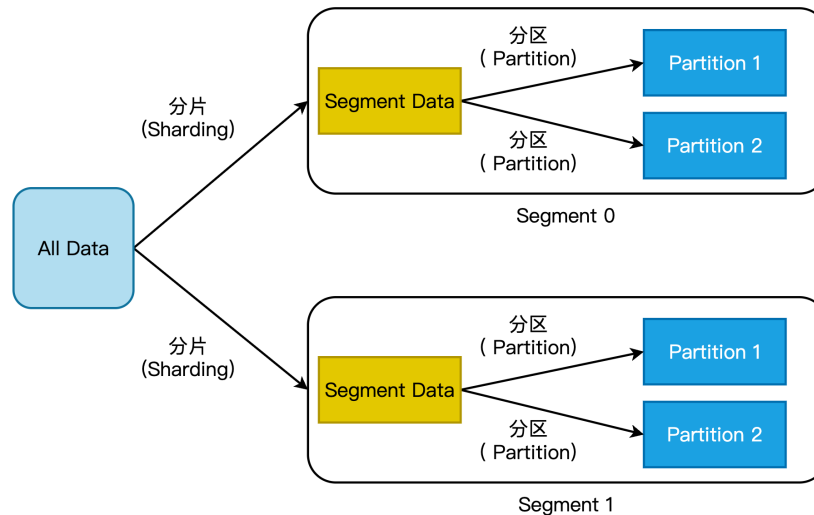 分区
( Partition)
Partition 1
Segment Data
分区
( Partition)
Partition 2
Segment 0
分片
(Sharding)
All Data
分片
(Sharding)
分区
( Partition)
Partition 1
Segment Data
分区
( Partition)
Partition 2
Segment 1